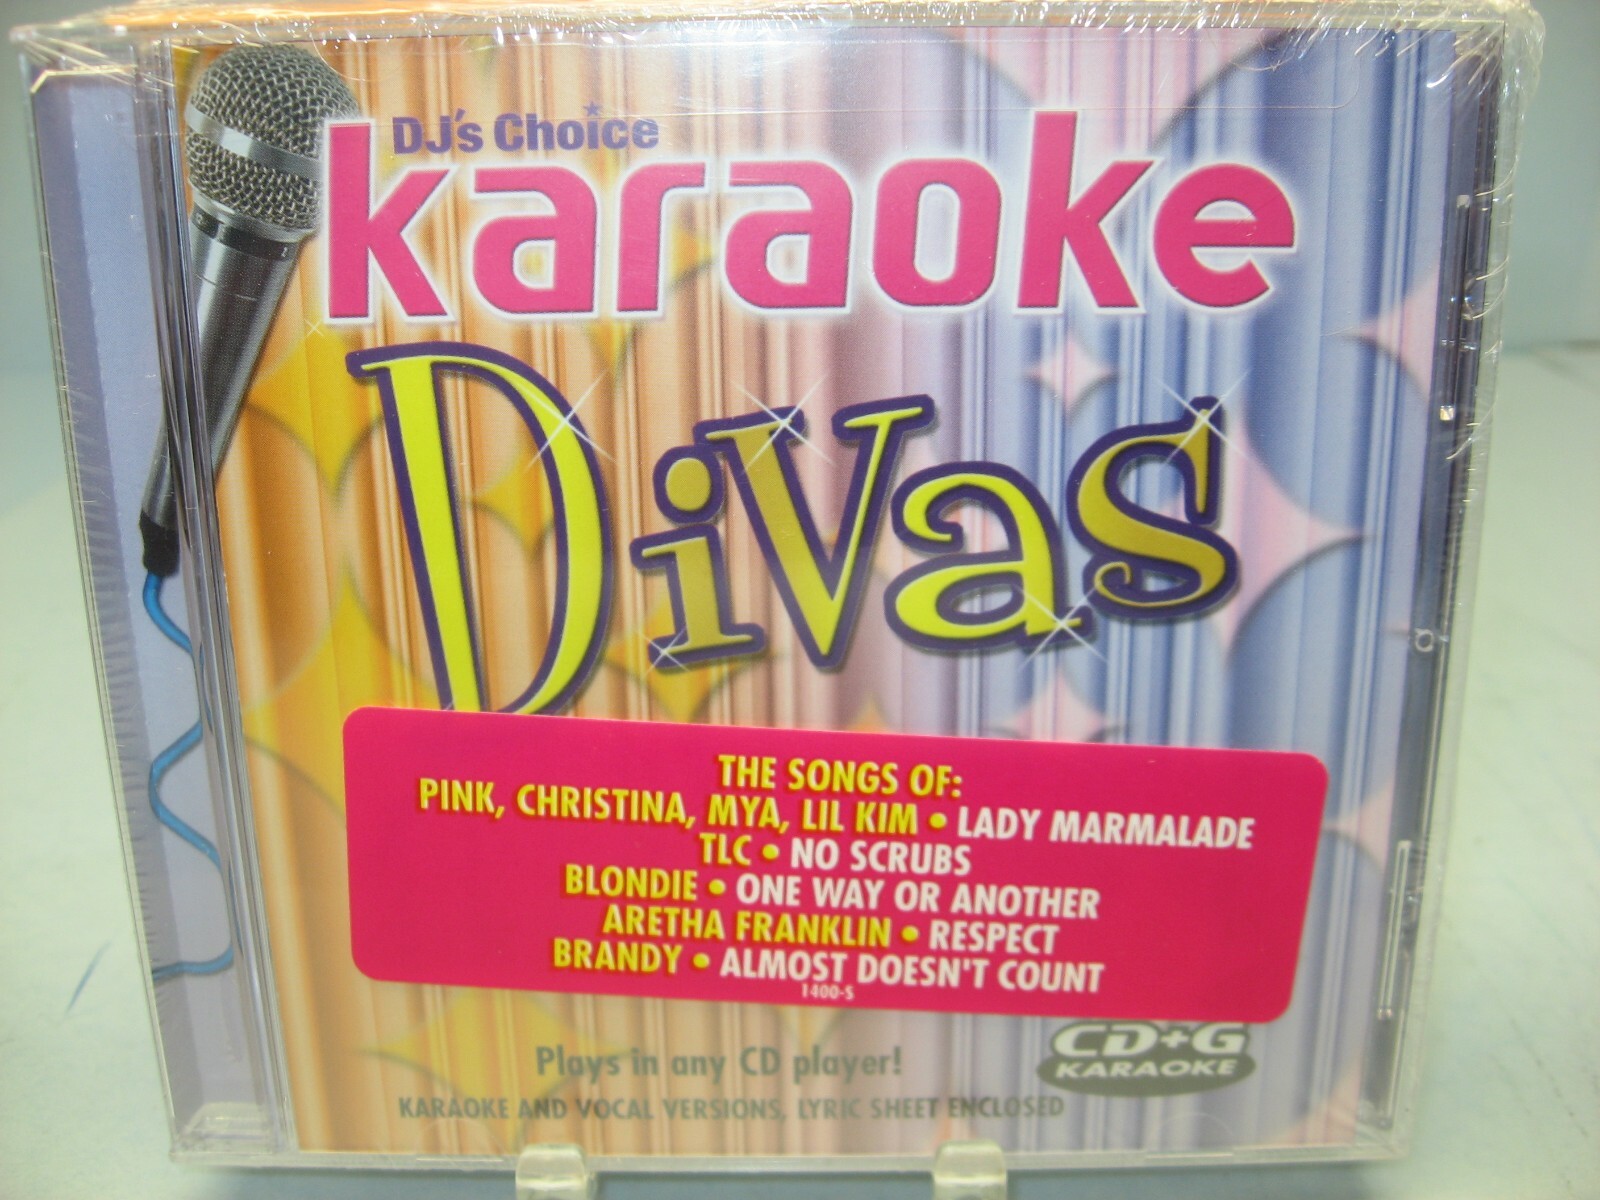 DJ's Choice
karaoke
DiVas
THE SONGS OF:
PINK, CHRISTINA, MYA, LIL KIM • LADY MARMALADE
TLC • NO SCRUBS
BLONDIE • ONE WAY OR ANOTHER
ARETHA FRANKLIN • RESPECT
BRANDY • ALMOST DOESN'T COUNT
1400-S
CD+G
KARAOKE
Plays in any CD player!
KARAOKE AND VOCAL VERSIONS, LYRIC SHEET ENCLOSED